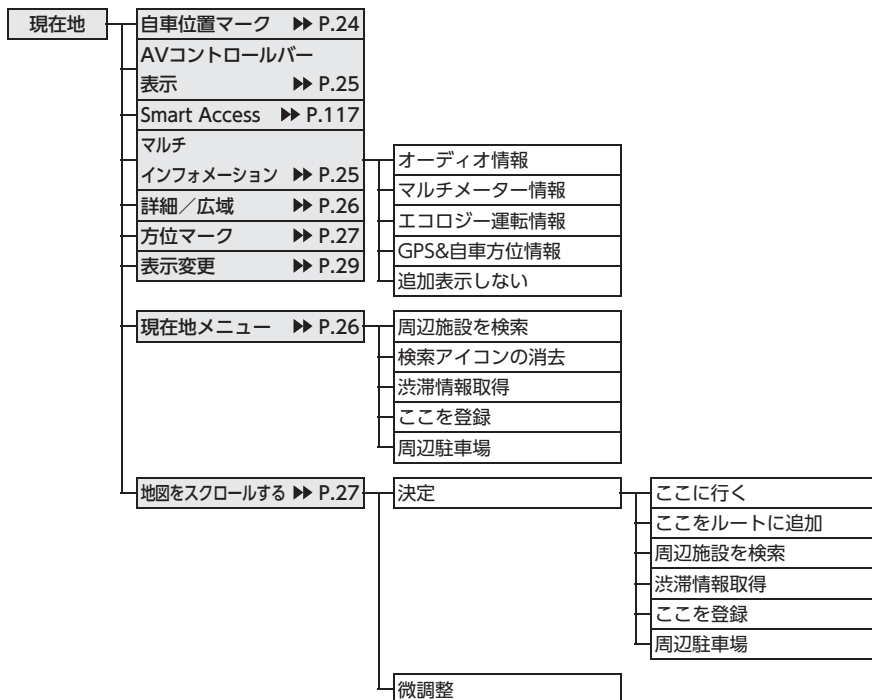 現在地
自車位置マーク ▶▶ P.24
AVコントロールバー
表示 ▶▶ P.25
Smart Access ▶▶ P.117
マルチ
インフォメーション ▶▶ P.25
詳細／広域 ▶▶ P.26
方位マーク ▶▶ P.27
表示変更 ▶▶ P.29
オーディオ情報
マルチメーター情報
エコロジー運転情報
GPS&自車方位情報
追加表示しない
現在地メニュー ▶▶ P.26
周辺施設を検索
検索アイコンの消去
渋滞情報取得
ここを登録
周辺駐車場
地図をスクロールする ▶▶ P.27
決定
ここに行く
ここをルートに追加
周辺施設を検索
渋滞情報取得
ここを登録
周辺駐車場
微調整